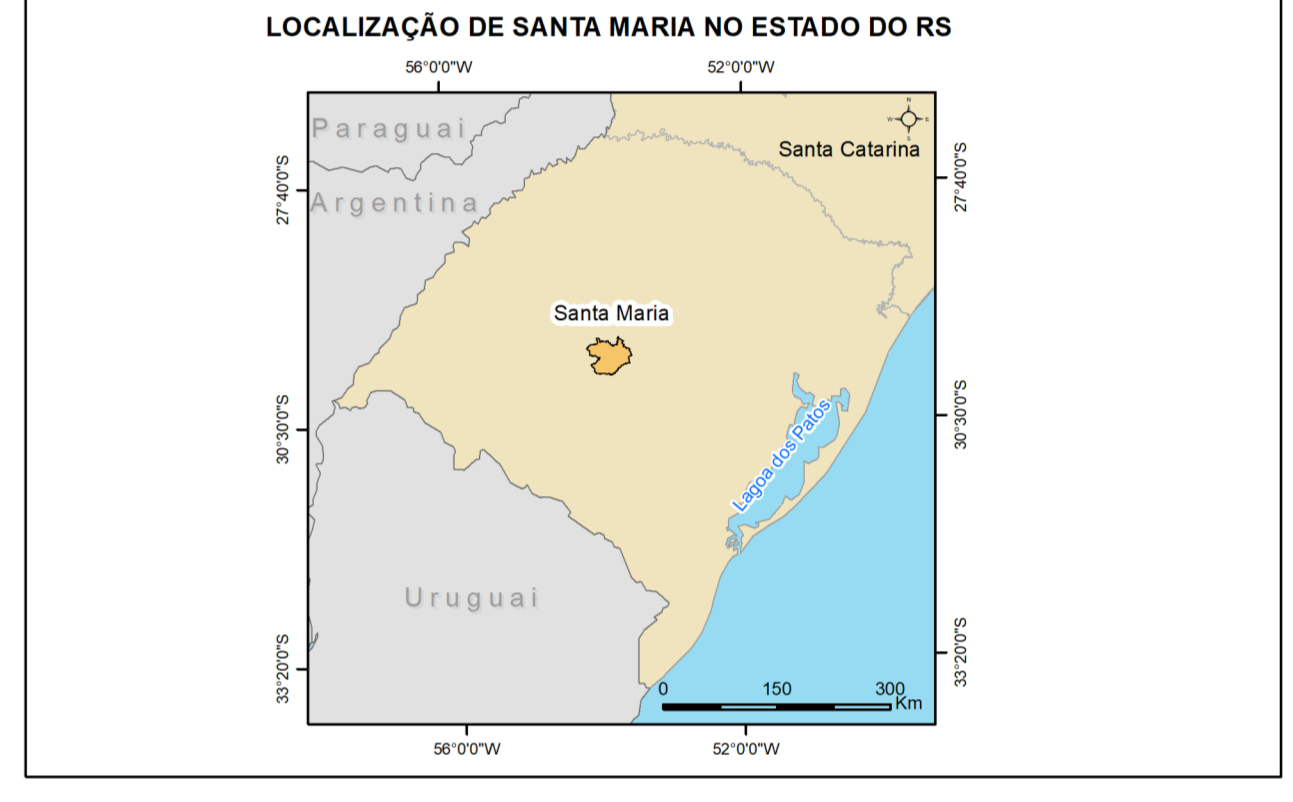 LOCALIZAÇÃO DE SANTA MARIA NO ESTADO DO RS
56°0'0"W 52°0'0"W
N
W E
S
Paraguai
Santa Catarina
27°40'0"S 27°40'0"S
Argentina
Santa Maria
30°30'0"S 30°30'0"S
Lagoa dos Patos
Uruguai
33°20'0"S 33°20'0"S
0 150 300
Km
56°0'0"W 52°0'0"W